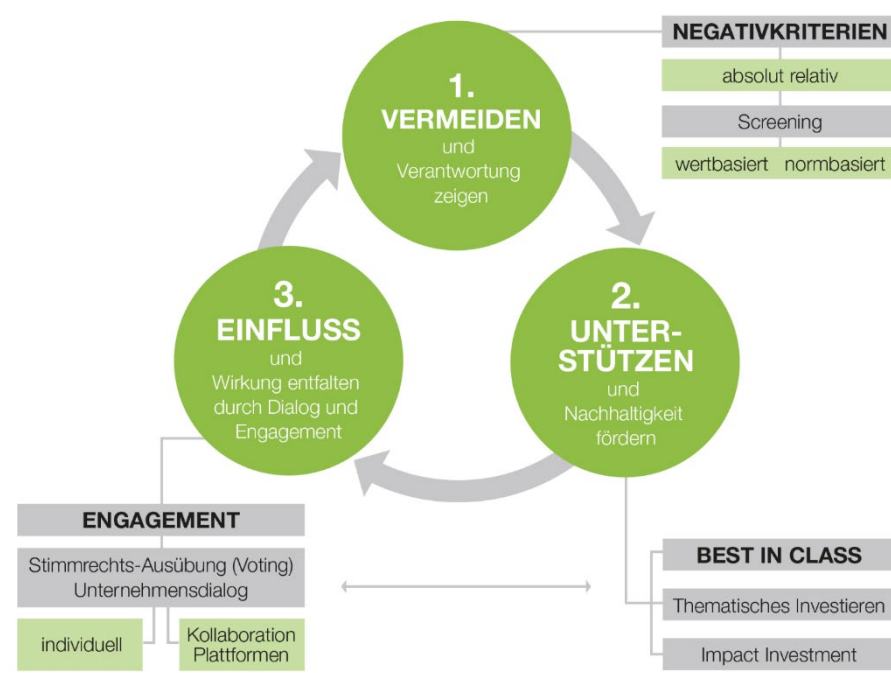 1.
VERMEIDEN
und
Verantwortung
zeigen
NEGATIVKRITERIEN
absolut relativ
Screening
wertbasiert normbasiert
2.
UNTER-
STÜTZEN
und
Nachhaltigkeit
fördern
BEST IN CLASS
Thematisches Investieren
Impact Investment
3.
EINFLUSS
und
Wirkung entfalten
durch Dialog und
Engagement
ENGAGEMENT
Stimmrechts-Ausübung (Voting)
Unternehmensdialog
individuell
Kollaboration
Plattformen